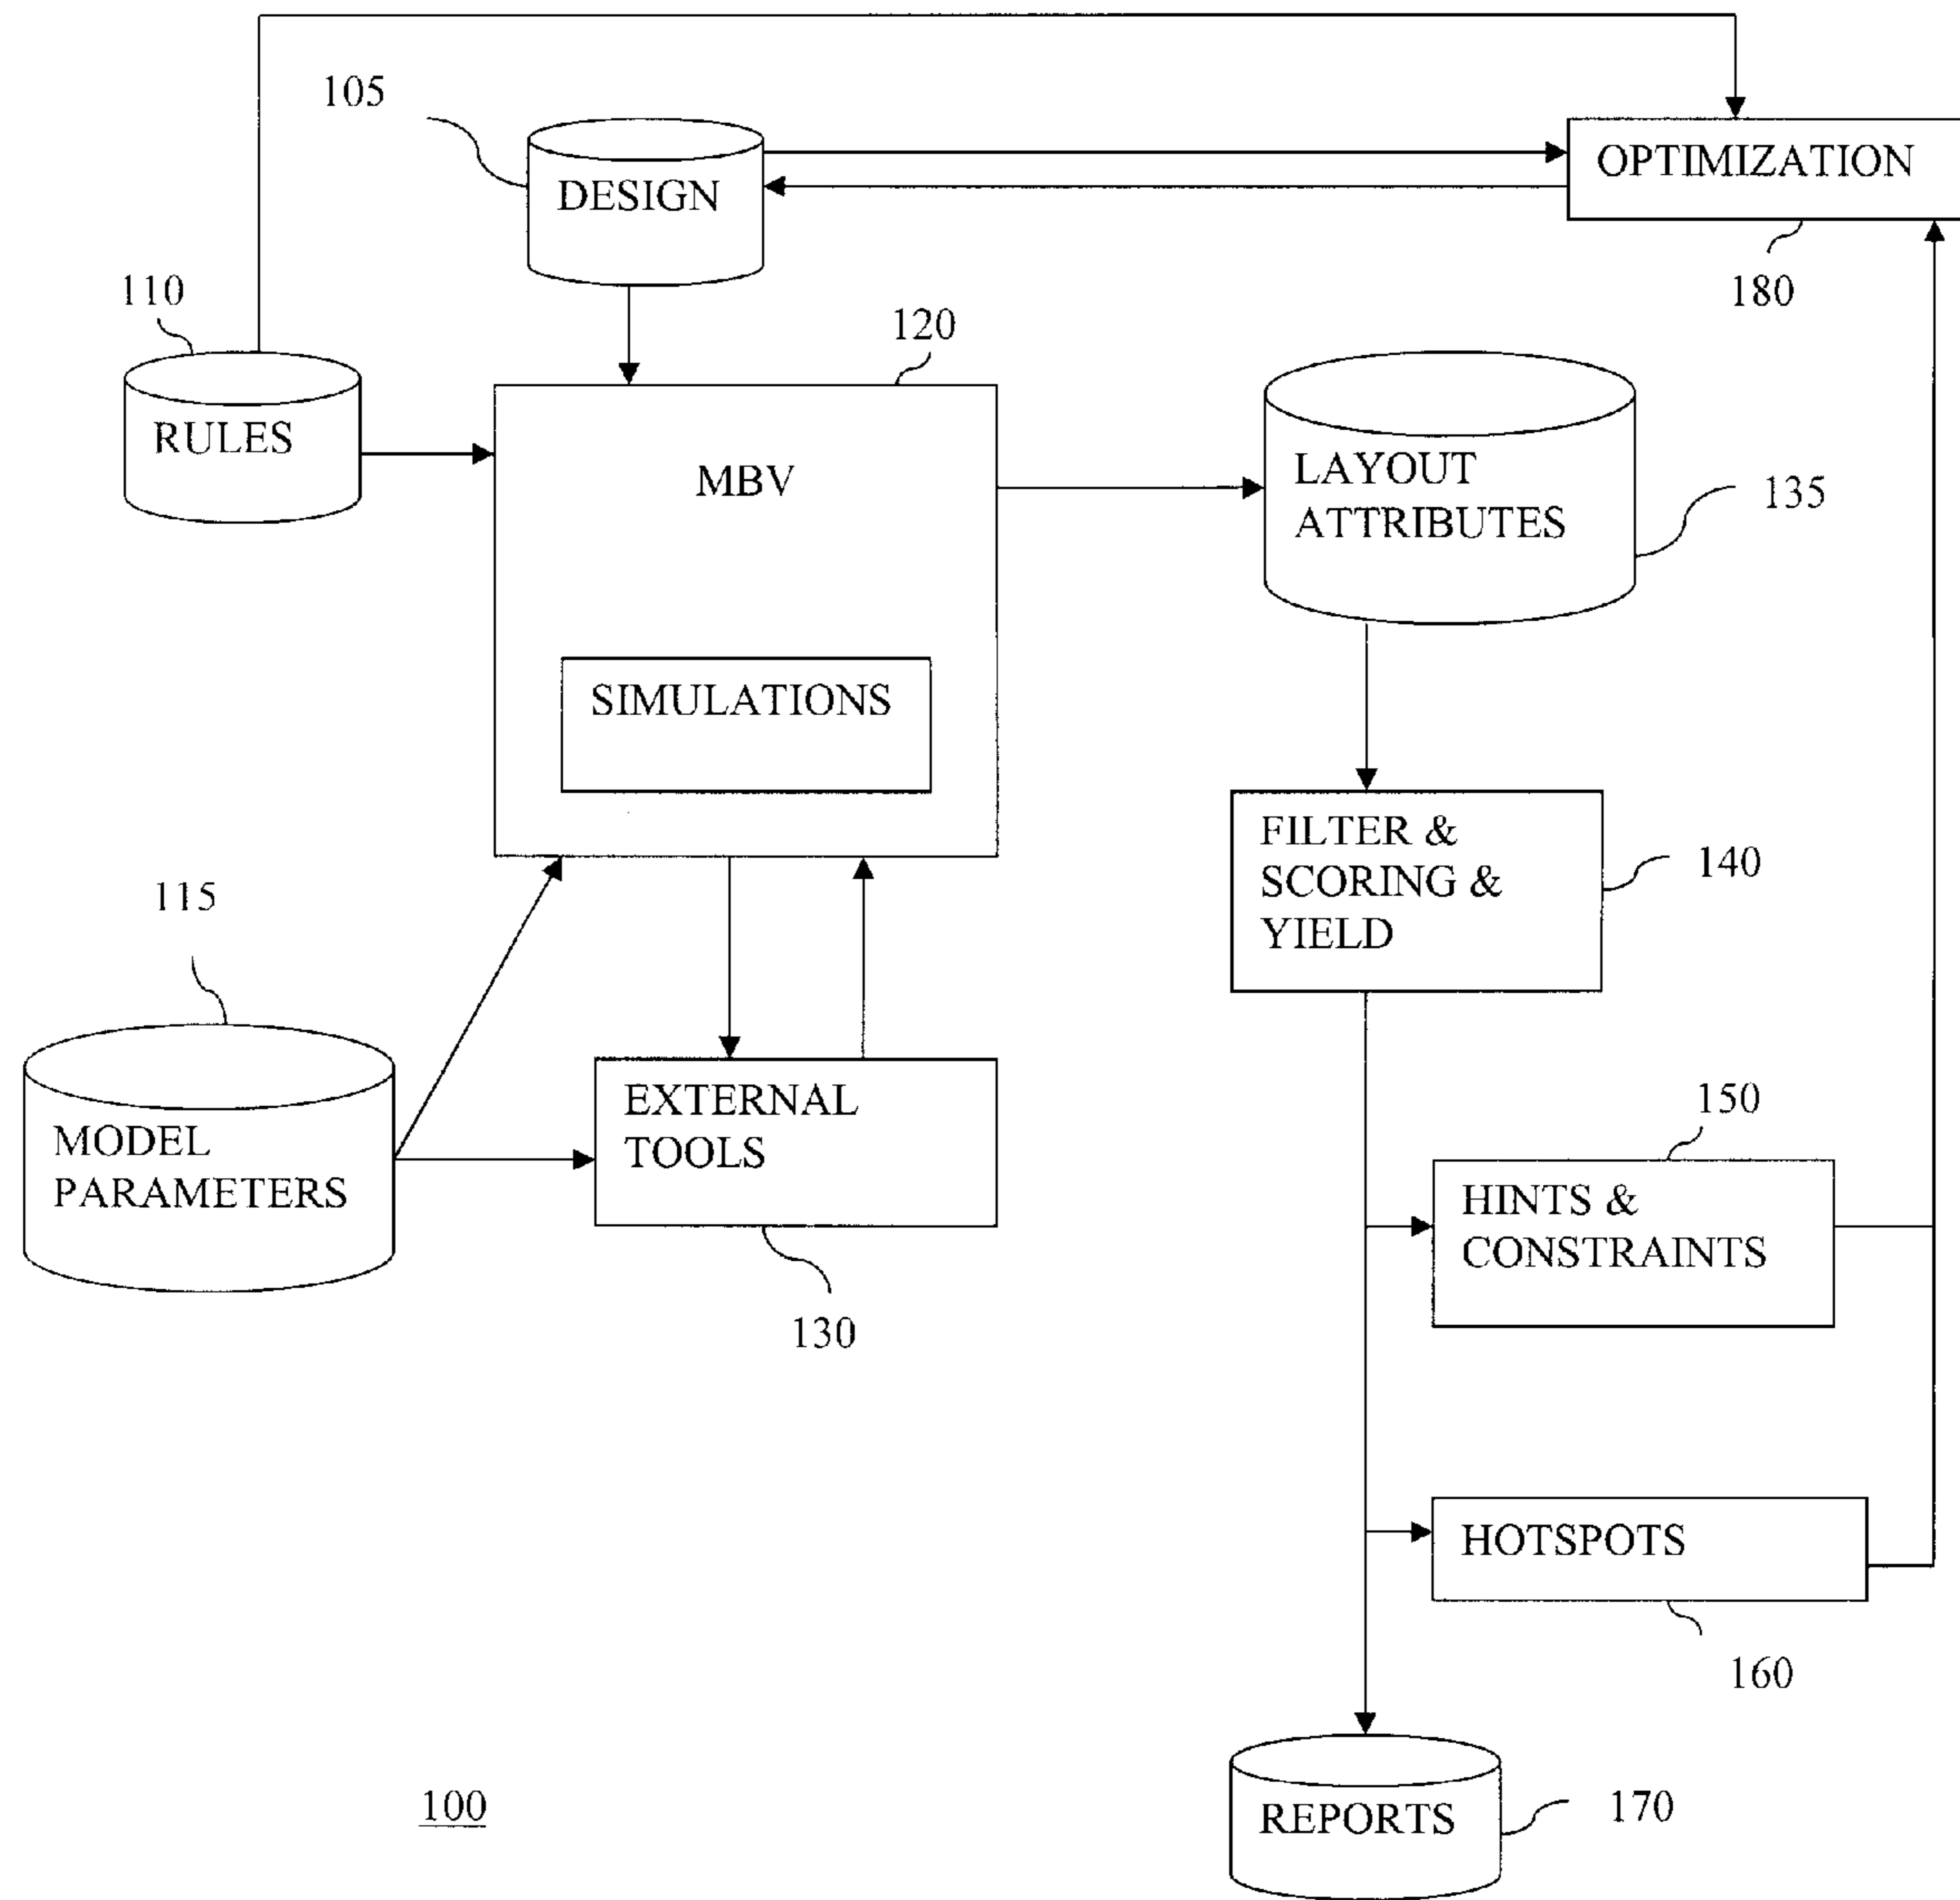 105
DESIGN
OPTIMIZATION
180
110
RULES
120
MBV
SIMULATIONS
LAYOUT
ATTRIBUTES
135
FILTER &
SCORING &
YIELD
140
115
MODEL
PARAMETERS
EXTERNAL
TOOLS
130
150
HINTS &
CONSTRAINTS
HOTSPOTS
160
REPORTS
170
100